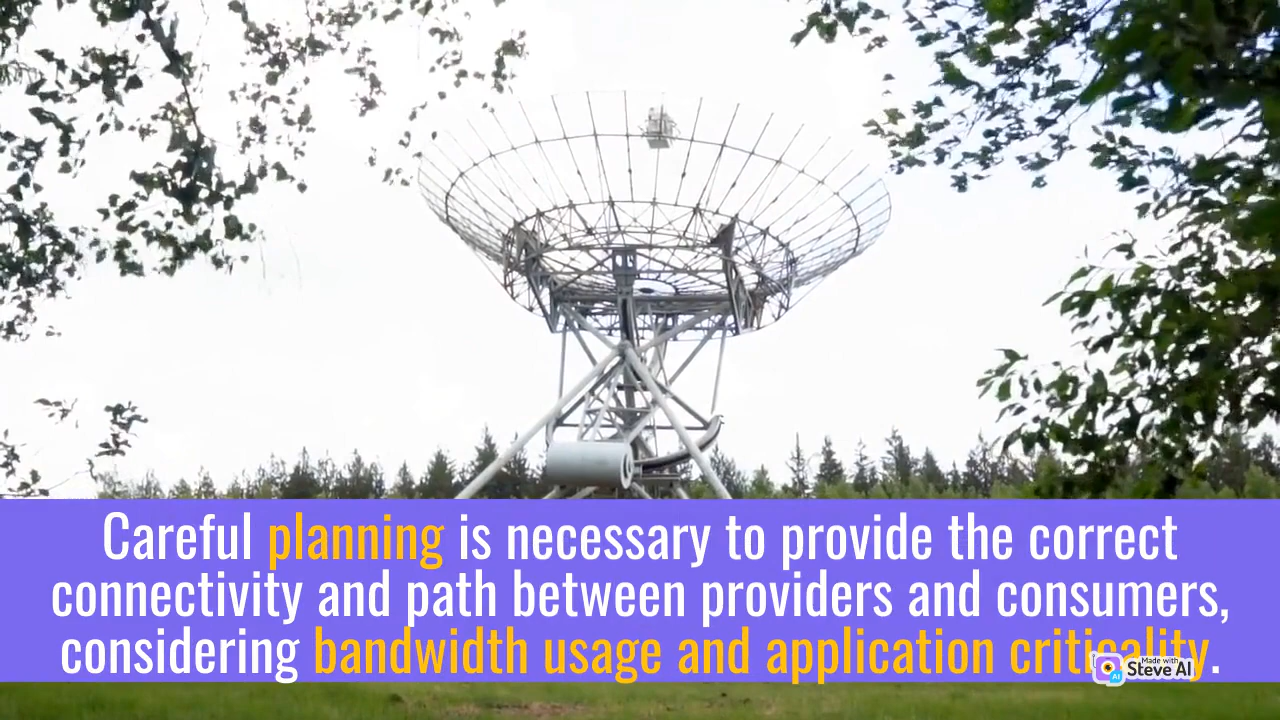 Careful planning is necessary to provide the correct
connectivity and path between providers and consumers,
considering bandwidth usage and application criticality.
Made with
Steve AI
AI